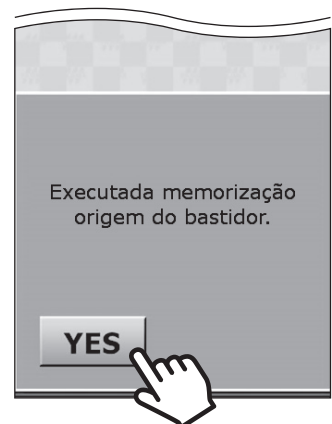 Executada memorização
origem do bastidor.
YES